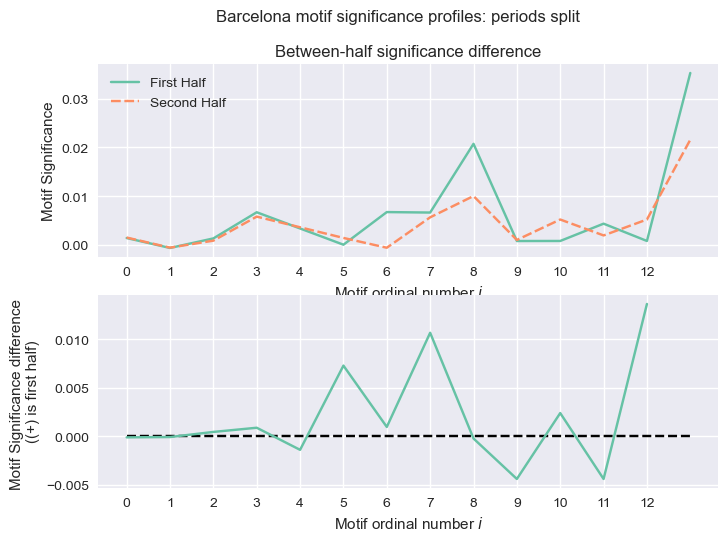 Barcelona motif significance profiles: periods split
Between-half significance difference
First Half
Second Half
Motif Significance
0.03
0.02
0.01
0.00
0 1 2 3 4 5 6 7 8 9 10 11 12
Motif ordinal number i
Motif Significance difference
((+) is first half)
0.010
0.005
0.000
−0.005
0 1 2 3 4 5 6 7 8 9 10 11 12
Motif ordinal number i